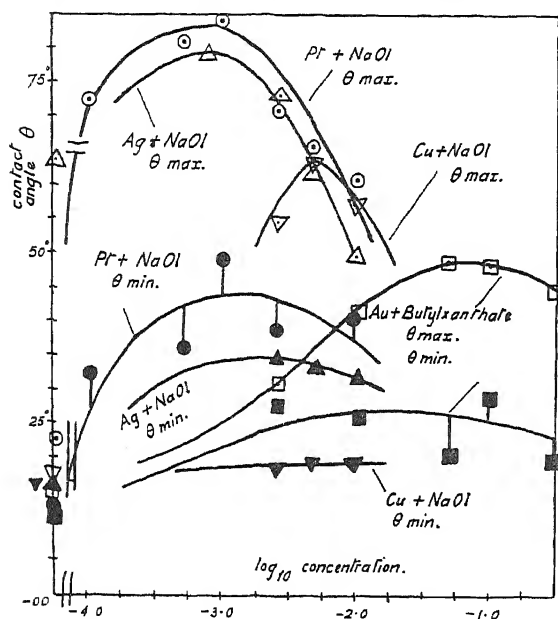 75°
50°
25°
-00
contact
angle θ
Pt + NaOl
θ max.
Ag + NaOl
θ max.
Cu + NaOl
θ max.
Pt + NaOl
θ min.
Au + Butylxanthate
θ max.
θ min.
Ag + NaOl
θ min.
Cu + NaOl
θ min.
log10 concentration.
-4.0
-3.0
-2.0
-1.0